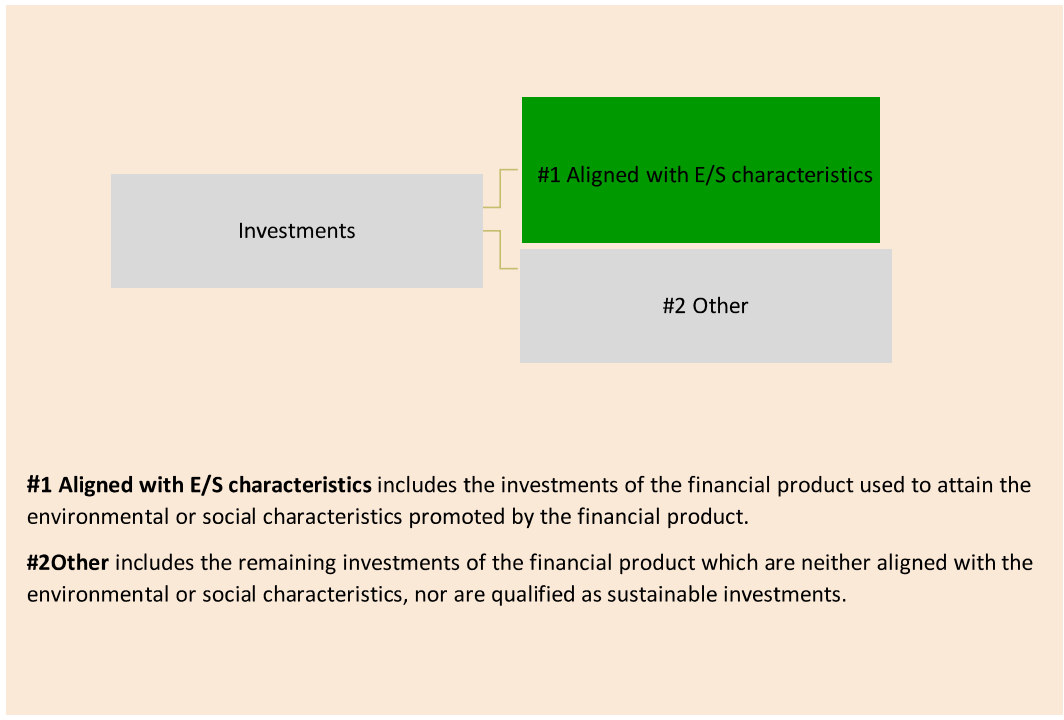 #1 Aligned with E/S characteristics
Investments
#2 Other
#1 Aligned with E/S characteristics includes the investments of the financial product used to attain the
environmental or social characteristics promoted by the financial product.
#2Other includes the remaining investments of the financial product which are neither aligned with the
environmental or social characteristics, nor are qualified as sustainable investments.